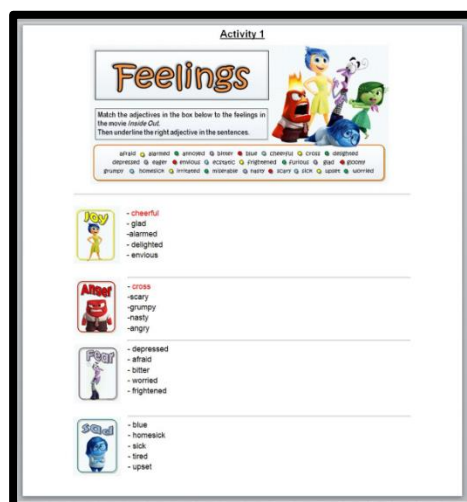 Activity 1
Feelings
Match the adjectives in the box below to the feelings in
the movie Inside Out.
Then underline the right adjective in the sentences.
afraid alarmed annoyed bitter blue cheerful cross delighted
depressed eager envious ecstatic frightened furious glad gloomy
grumpy homesick irritated miserable nasty scary sick upset worried
Joy
- cheerful
- glad
-alarmed
- delighted
- envious
Anger
- cross
-scary
-grumpy
-nasty
-angry
Fear
- depressed
- afraid
- bitter
- worried
- frightened
sad
- blue
- homesick
- sick
- tired
- upset